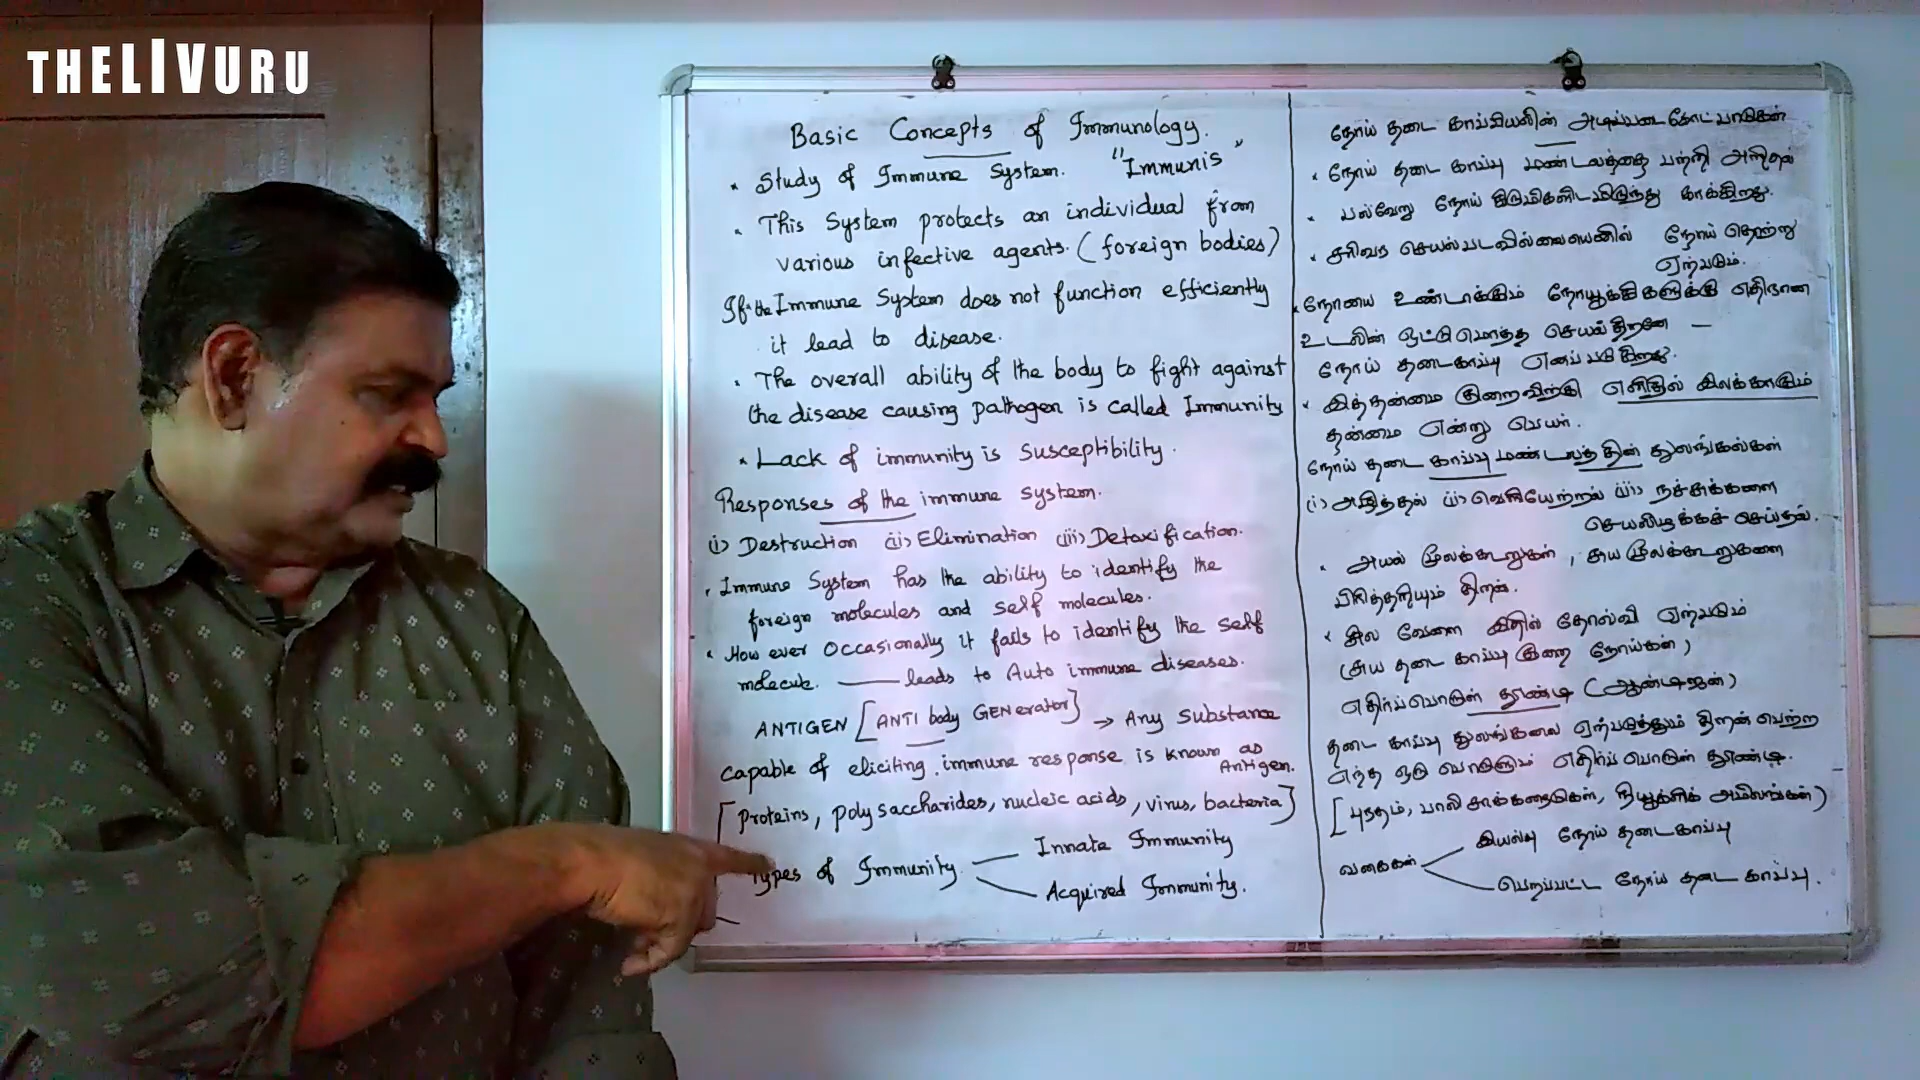 THELIVURU
Basic Concepts of Immunology.
• Study of Immune System. "Immunis"
• This System protects an individual from
various infective agents. (foreign bodies)
If the Immune System does not function efficiently
it lead to disease.
• The overall ability of the body to fight against
the disease causing pathogen is called Immunity
• Lack of immunity is Susceptibility.
Responses of the immune system.
(i) Destruction (ii) Elimination (iii) Detoxification.
• Immune System has the ability to identify the
foreign molecules and self molecules.
• How ever Occasionally it fails to identify the self
molecule. —— leads to Auto immune diseases.
ANTIGEN [ANTI body GENerator] → Any Substance
capable of eliciting immune response is known as
Antigen.
[Proteins, poly saccharides, nucleic acids, virus, bacteria]
Types of Immunity
Innate Immunity
Acquired Immunity.
நோய் தடை காப்பியலின் அடிப்படை கோட்பாடுகள்
• நோய் தடை காப்பு மண்டலத்தை பற்றி அறிதல்
• பல்வேறு நோய் கிருமிகளிடமிருந்து காக்கிறது.
• சரிவர செயல்படவில்லையெனில் நோய் தொற்று
ஏற்படும்.
• நோயை உண்டாக்கும் நோயூக்கிகளுக்கு எதிரான
உடலின் ஒட்டுமொத்த செயல்திறனே —
நோய் தடைகாப்பு எனப்படுகிறது.
• இத்தன்மை குறைவிற்கு எளிதில் இலக்காகும்
தன்மை என்று பெயர்.
நோய் தடை காப்பு மண்டலத்தின் துலங்கல்கள்
(i) அழித்தல் (ii) வெளியேற்றல் (iii) நச்சுக்களை
செயலிழக்கச் செய்தல்.
• அயல் மூலக்கூறுகள், சுய மூலக்கூறுகளை
பிரித்தறியும் திறன்.
• சில வேளை இதில் தோல்வி ஏற்படும்
(சுய தடை காப்பு குறை நோய்கள்)
எதிர்ப்பொருள் தூண்டி (ஆன்டிஜன்)
தடை காப்பு துலங்கலை ஏற்படுத்தும் திறன் பெற்ற
எந்த ஒரு பொருளும் எதிர்ப் பொருள் தூண்டி.
[புரதம், பாலி சாக்கரைடுகள், நியூக்ளிக் அமிலங்கள்)
வகைகள்
இயல்பு நோய் தடைகாப்பு
பெறப்பட்ட நோய் தடை காப்பு.